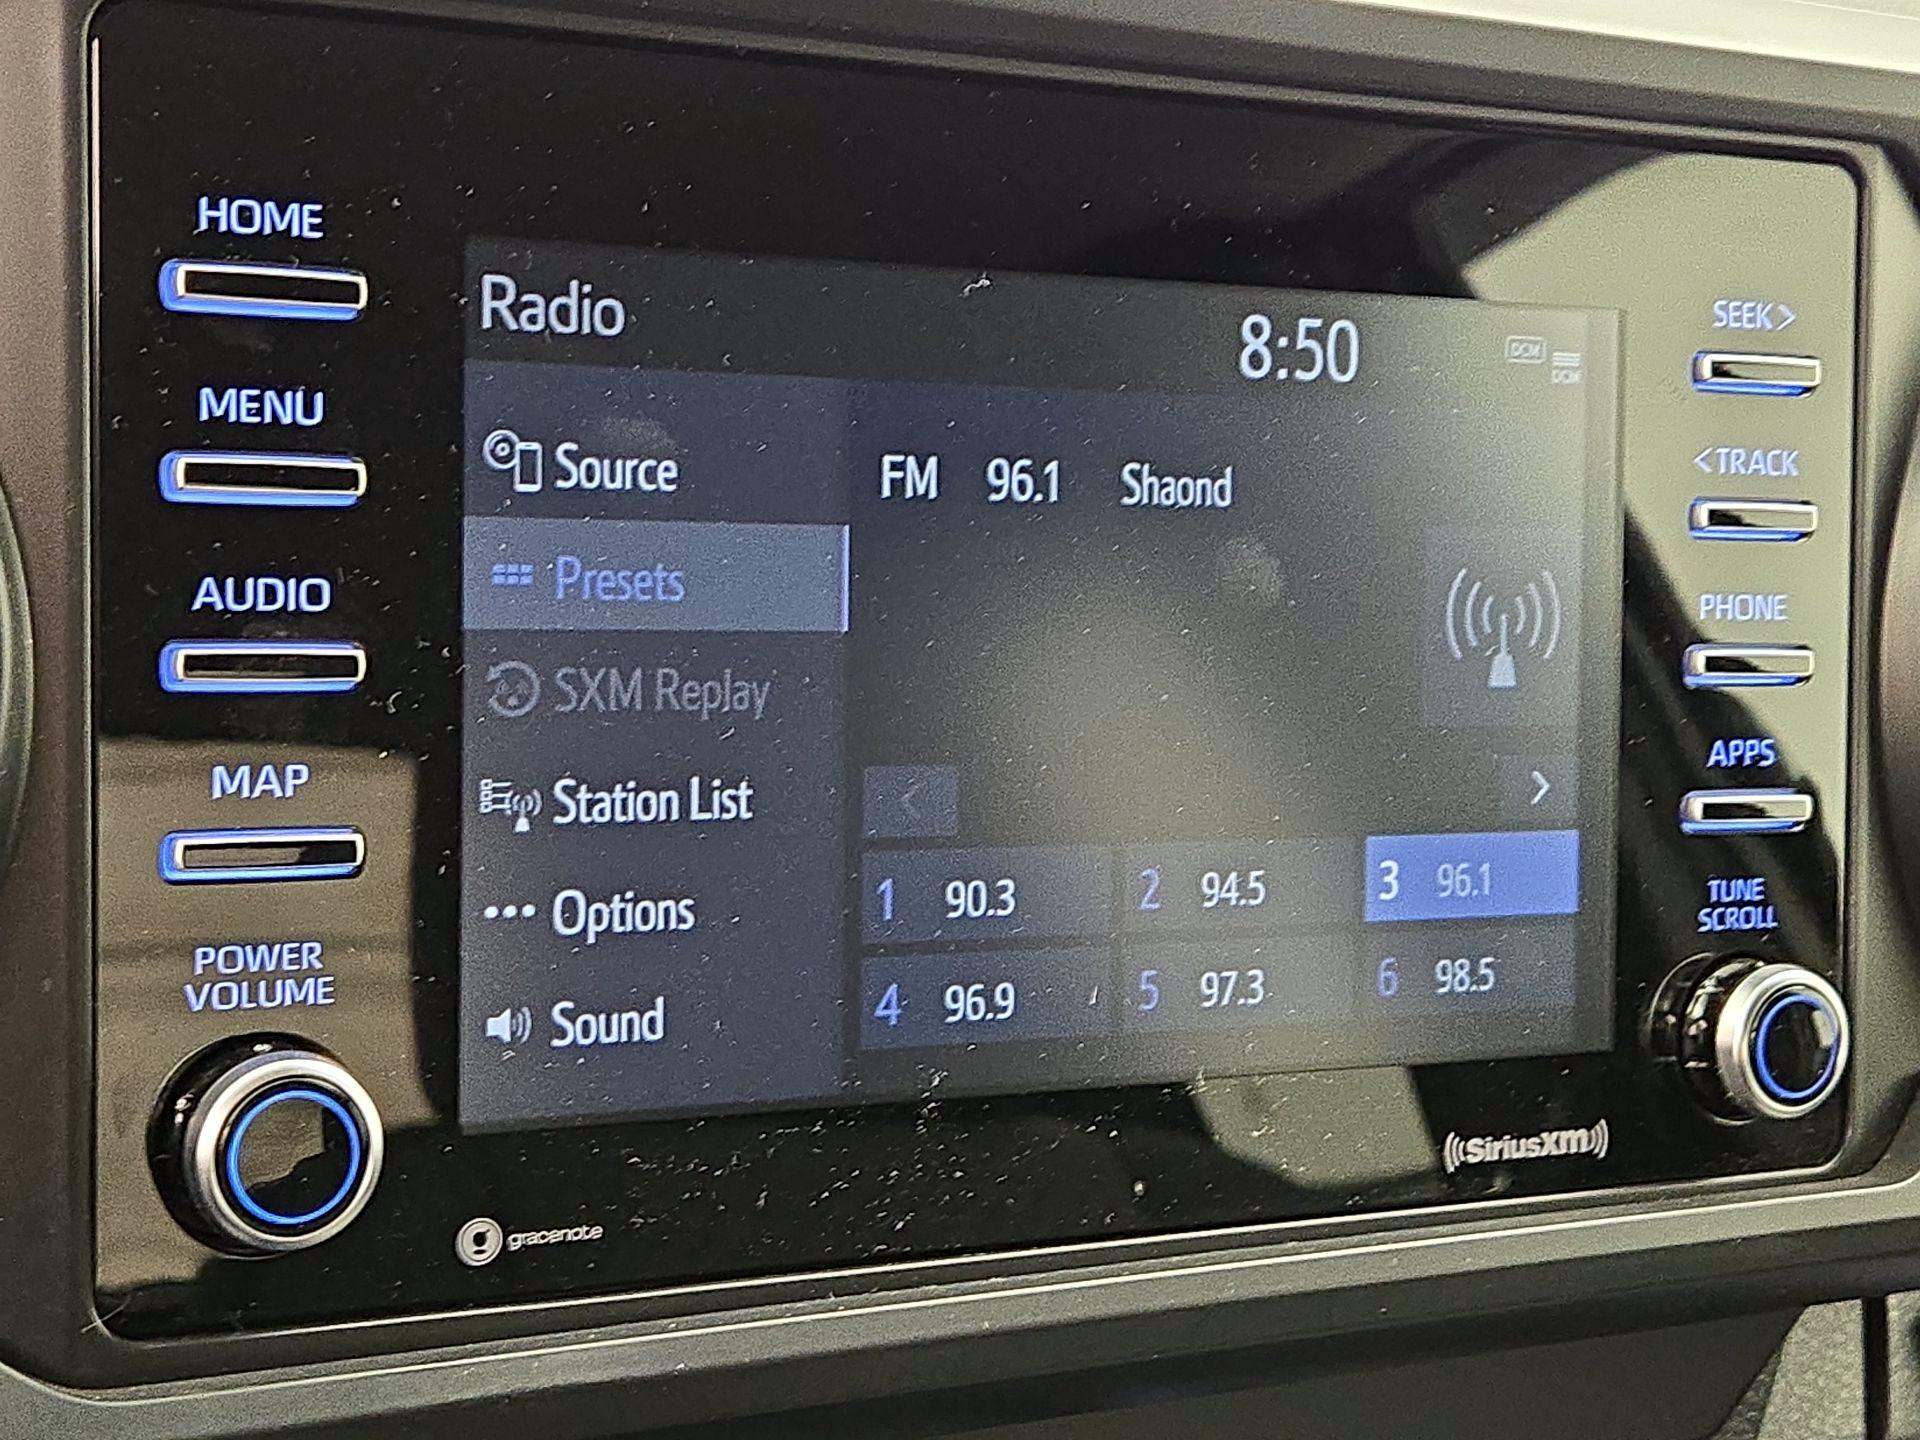 HOME
MENU
AUDIO
MAP
POWER
VOLUME
Radio
8:50
DCM
DCM
Source
Presets
SXM Replay
Station List
Options
Sound
FM 96.1 Shaond
<
>
1 90.3
2 94.5
3 96.1
4 96.9
5 97.3
6 98.5
SEEK >
< TRACK
PHONE
APPS
TUNE
SCROLL
gracenote
((SiriusXm))